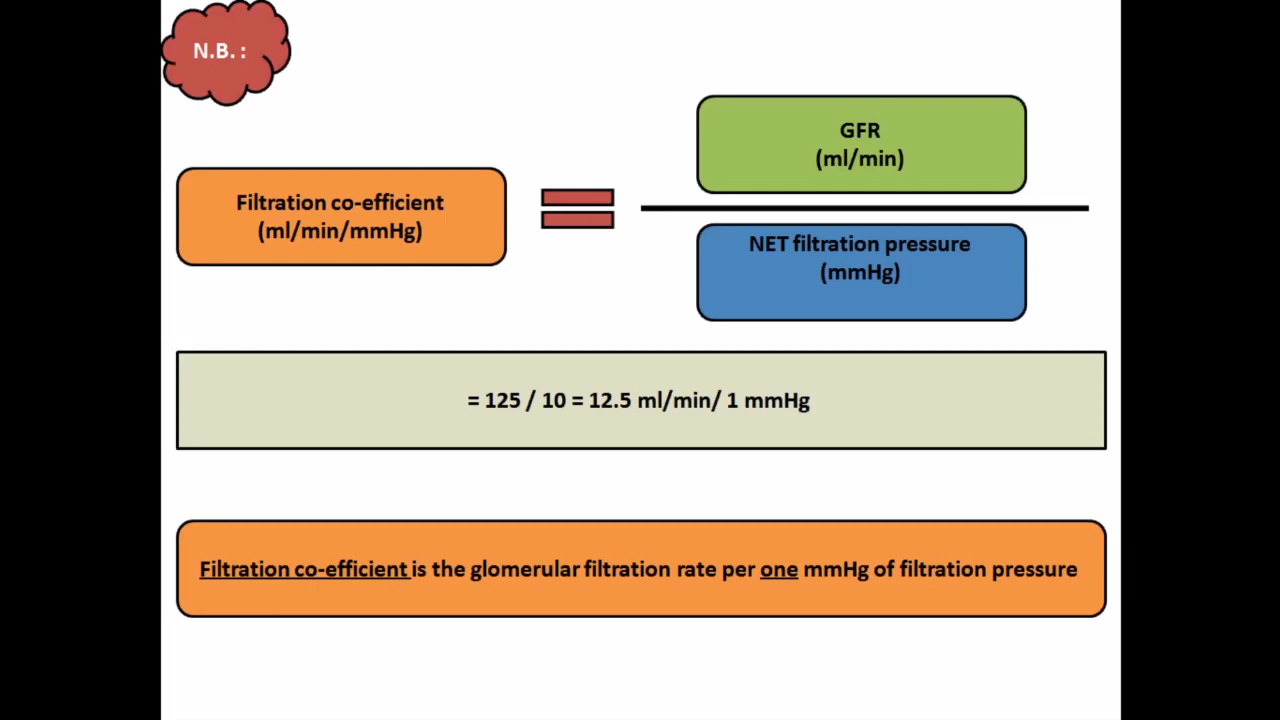 N.B. :
GFR
(ml/min)
Filtration co-efficient
(ml/min/mmHg)
NET filtration pressure
(mmHg)
= 125 / 10 = 12.5 ml/min/ 1 mmHg
Filtration co-efficient is the glomerular filtration rate per one mmHg of filtration pressure